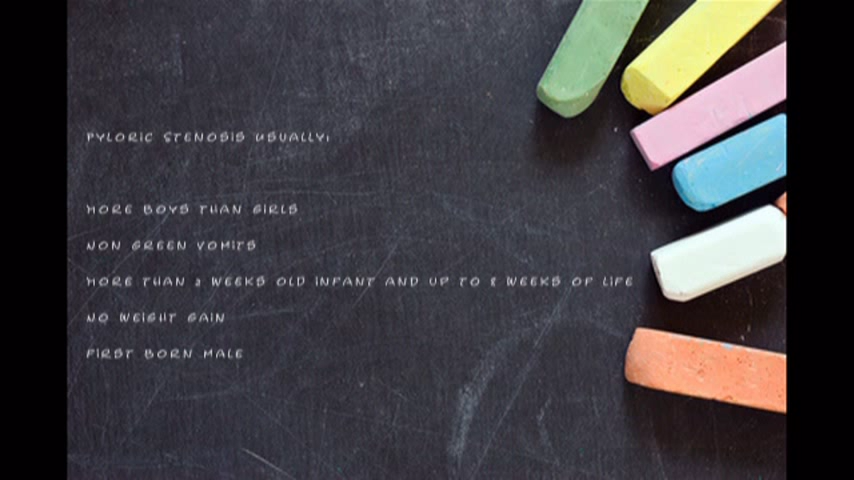 PYLORIC STENOSIS USUALLY:
MORE BOYS THAN GIRLS
NON GREEN VOMITS
MORE THAN 2 WEEKS OLD INFANT AND UP TO 8 WEEKS OF LIFE
NO WEIGHT GAIN
FIRST BORN MALE